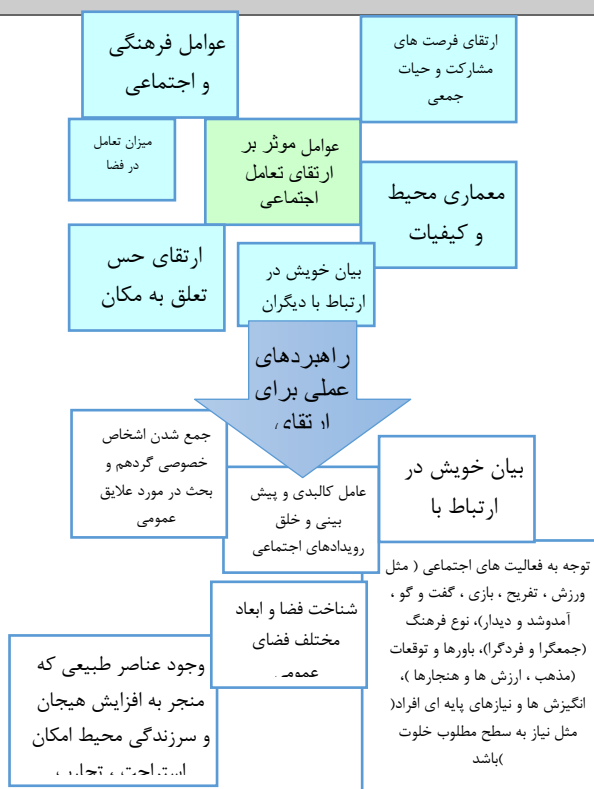 ارتقای فرصت های
مشارکت و حیات
جمعی
عوامل فرهنگی
و اجتماعی
عوامل موثر بر
ارتقای تعامل
اجتماعی
میزان تعامل
در فضا
معماری محیط
و کیفیات
بیان خویش در
ارتباط با دیگران
ارتقای حس
تعلق به مکان
راهبردهای
عملی برای
ارتقای
جمع شدن اشخاص
خصوصی گردهم و
بحث در مورد علایق
عمومی
بیان خویش در
ارتباط با
عامل کالبدی و پیش
بینی و خلق
رویدادهای اجتماعی
توجه به فعالیت های اجتماعی ( مثل
ورزش ، تفریح ، بازی ، گفت و گو ،
آمدوشد و دیدار)، نوع فرهنگ
(جمعگرا و فردگرا)، باورها و توقعات
(مذهب ، ارزش ها و هنجارها )،
انگیزش ها و نیازهای پایه ای افراد(
مثل نیاز به سطح مطلوب خلوت
)باشد
شناخت فضا و ابعاد
مختلف فضای
عمومی
وجود عناصر طبیعی که
منجر به افزایش هیجان
و سرزندگی محیط امکان
استراحت ، تجارب